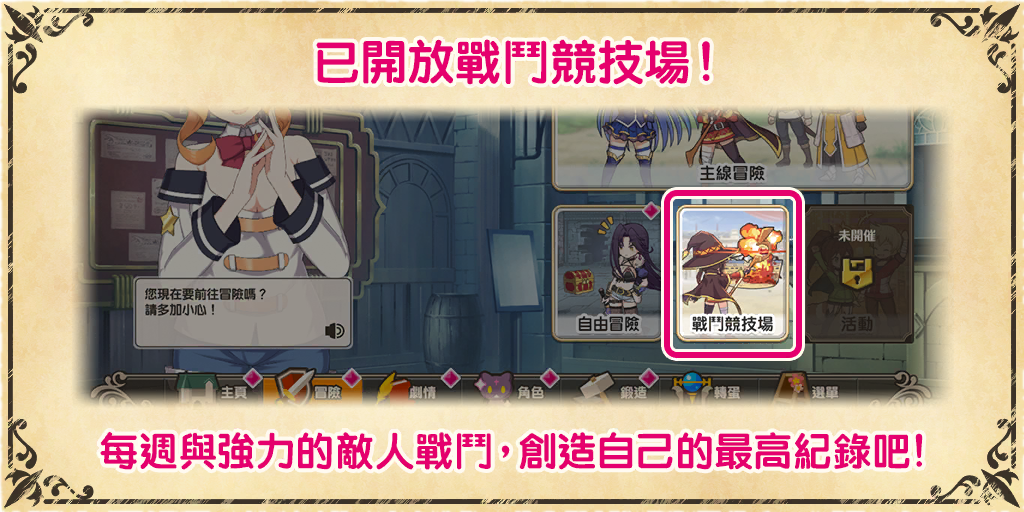 已開放戰鬥競技場！
主線冒險
未開催
您現在要前往冒險嗎？
請多加小心！
自由冒險
戰鬥競技場
活動
主頁
冒險
劇情
角色
鍛造
轉蛋
選單
每週與強力的敵人戰鬥，創造自己的最高紀錄吧！